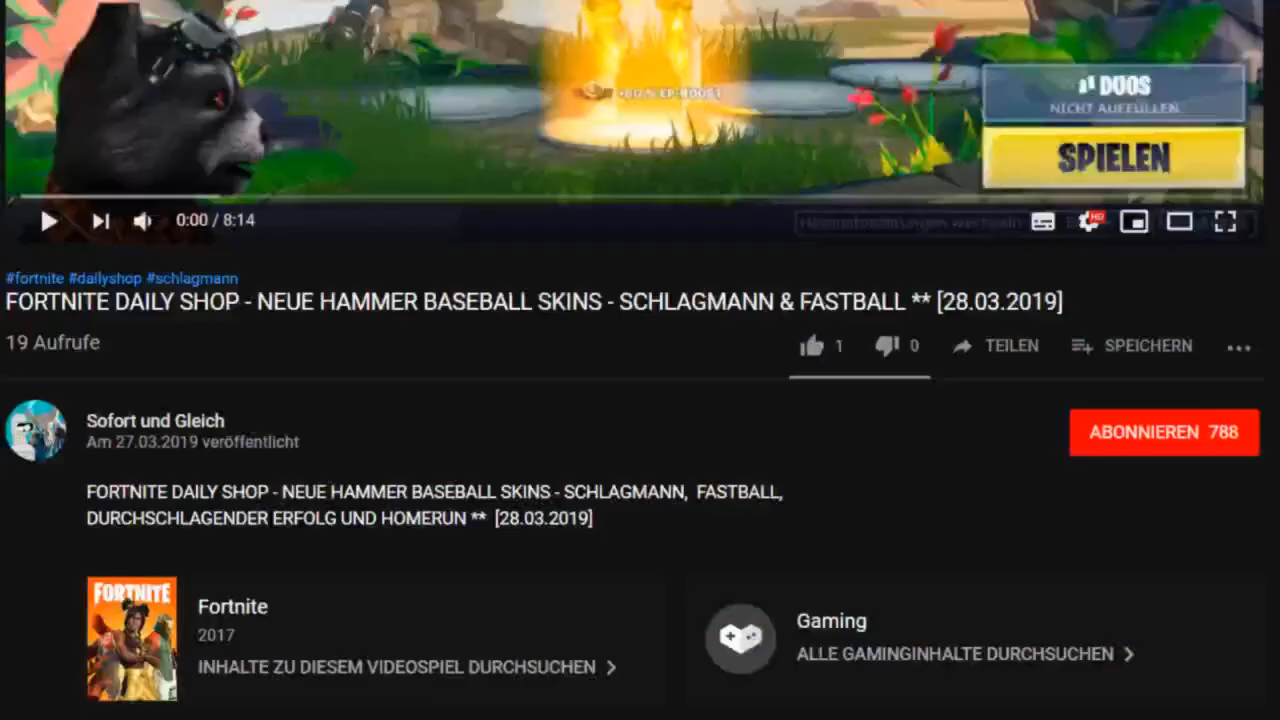 DUOS
NICHT AUFFÜLLEN
SPIELEN
0:00 / 8:14
HD
#fortnite #dailyshop #schlagmann
FORTNITE DAILY SHOP - NEUE HAMMER BASEBALL SKINS - SCHLAGMANN & FASTBALL ** [28.03.2019]
19 Aufrufe
1 0 TEILEN SPEICHERN
Sofort und Gleich
Am 27.03.2019 veröffentlicht
ABONNIEREN 788
FORTNITE DAILY SHOP - NEUE HAMMER BASEBALL SKINS - SCHLAGMANN, FASTBALL,
DURCHSCHLAGENDER ERFOLG UND HOMERUN ** [28.03.2019]
FORTNITE
Fortnite
2017
INHALTE ZU DIESEM VIDEOSPIEL DURCHSUCHEN
Gaming
ALLE GAMINGINHALTE DURCHSUCHEN